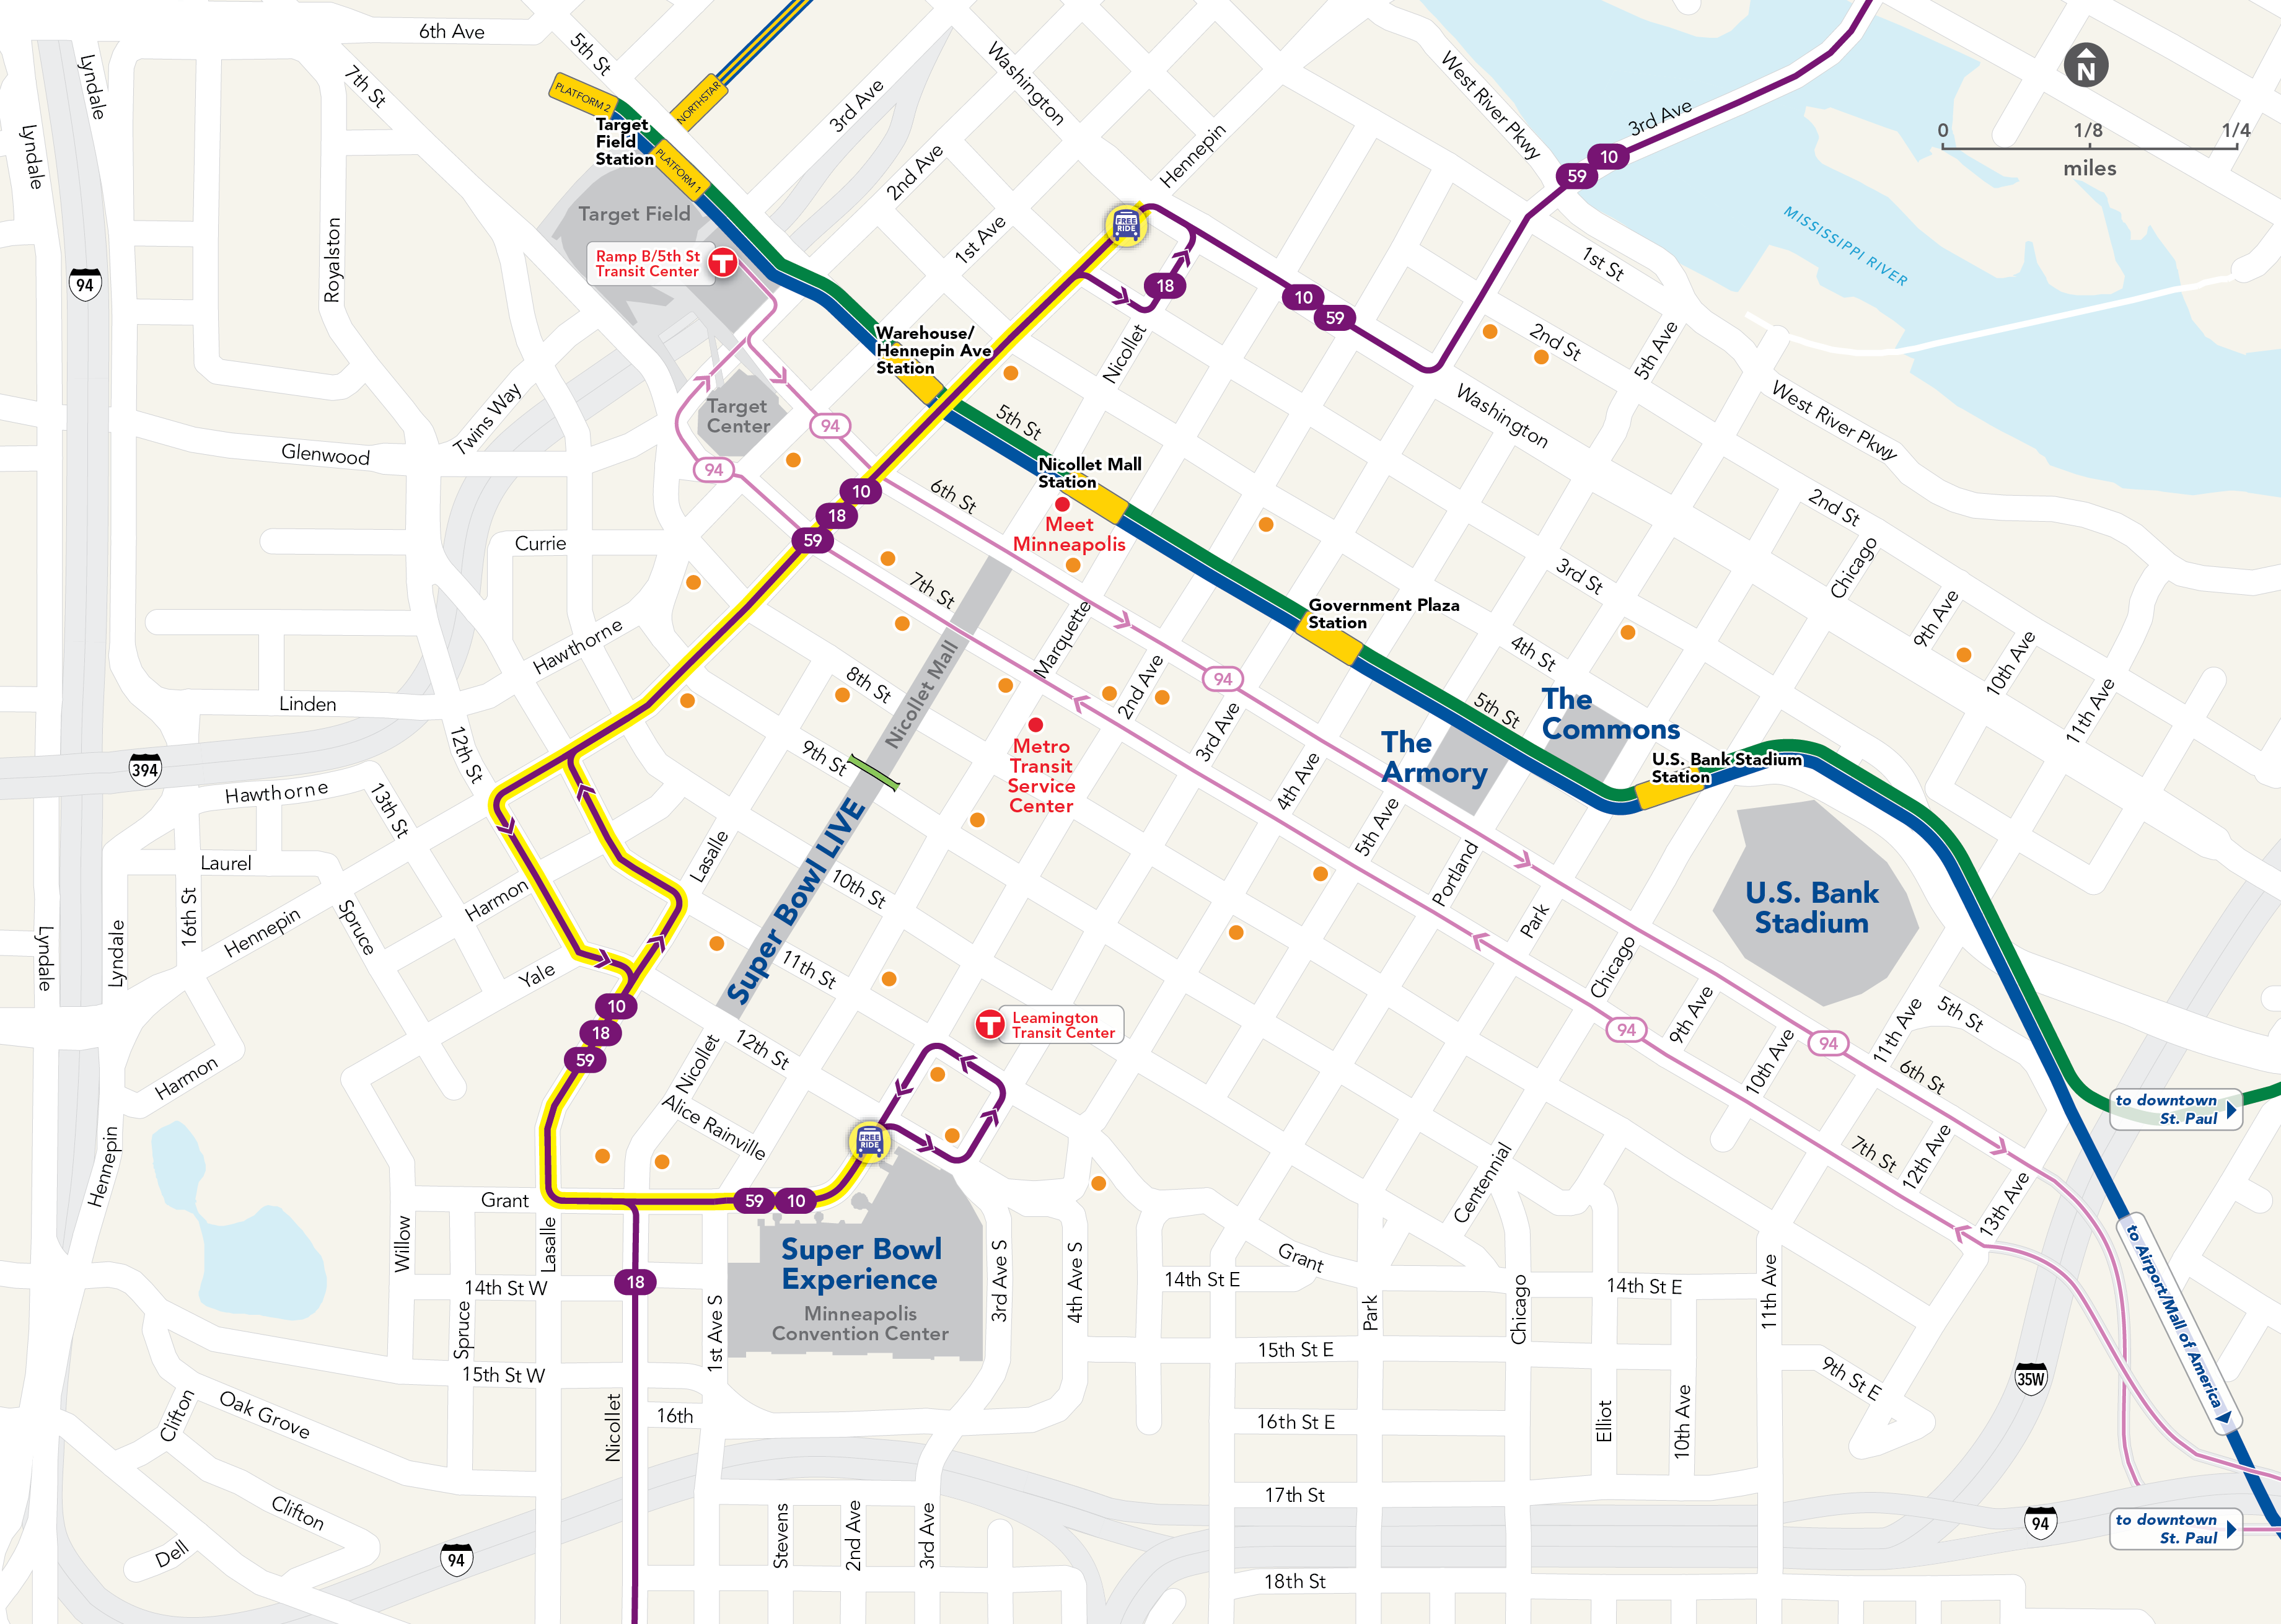 6th Ave
5th St
7th St
Lyndale
Lyndale
94
Royalston
PLATFORM 2
NORTHSTAR
Target
Field
Station
PLATFORM 1
Target Field
Ramp B/5th St
Transit Center
T
3rd Ave
2nd Ave
1st Ave
Washington
Hennepin
FREE
RIDE
West River Pkwy
3rd Ave
10
59
N
0
1/8
1/4
miles
MISSISSIPPI RIVER
1st St
18
10
59
Nicollet
2nd St
5th Ave
Washington
West River Pkwy
Warehouse/
Hennepin Ave
Station
Target
Center
94
94
Twins Way
Glenwood
5th St
Nicollet Mall
Station
Meet
Minneapolis
10
18
59
6th St
7th St
Currie
Hawthorne
Linden
2nd St
Chicago
3rd St
9th Ave
10th Ave
11th Ave
4th St
Government Plaza
Station
5th St
The
Commons
The
Armory
U.S. Bank Stadium
Station
U.S. Bank
Stadium
Marquette
2nd Ave
94
3rd Ave
4th Ave
5th Ave
Portland
Park
Chicago
9th Ave
10th Ave
11th Ave
5th St
6th St
94
94
7th St
12th Ave
13th Ave
8th St
Nicollet Mall
9th St
Metro
Transit
Service
Center
Super Bowl LIVE
10th St
11th St
12th St
Lasalle
394
12th St
Hawthorne
13th St
Laurel
16th St
Lyndale
Lyndale
Hennepin
Harmon
Spruce
Yale
10
18
59
Harmon
Hennepin
T
Leamington
Transit Center
Nicollet
Alice Rainville
FREE
RIDE
59
10
Grant
Willow
Lasalle
14th St W
Spruce
15th St W
18
1st Ave S
Super Bowl
Experience
Minneapolis
Convention Center
3rd Ave S
4th Ave S
Centennial
Grant
14th St E
Park
Chicago
14th St E
11th Ave
15th St E
9th St E
16th St E
Elliot
10th Ave
17th St
18th St
Clifton
Oak Grove
Clifton
Dell
Nicollet
16th
Stevens
2nd Ave
3rd Ave
94
35W
94
to downtown
St. Paul
to Airport/Mall of America
to downtown
St. Paul